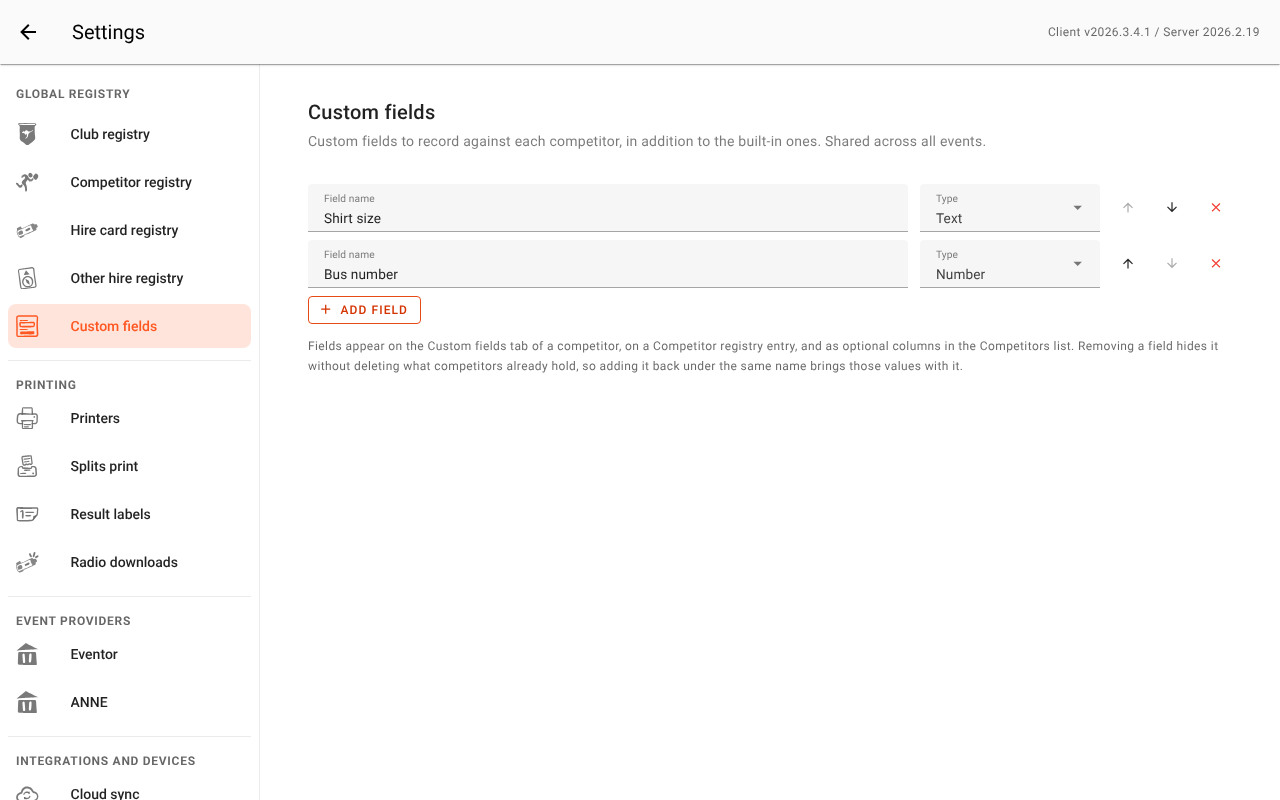 Settings
Client v2026.3.4.1 / Server 2026.2.19
GLOBAL REGISTRY
Club registry
Competitor registry
Hire card registry
Other hire registry
Custom fields
PRINTING
Printers
Splits print
Result labels
Radio downloads
EVENT PROVIDERS
Eventor
ANNE
INTEGRATIONS AND DEVICES
Cloud sync
Custom fields
Custom fields to record against each competitor, in addition to the built-in ones. Shared across all events.
Field name
Shirt size
Type
Text
Field name
Bus number
Type
Number
+ ADD FIELD
Fields appear on the Custom fields tab of a competitor, on a Competitor registry entry, and as optional columns in the Competitors list. Removing a field hides it
without deleting what competitors already hold, so adding it back under the same name brings those values with it.